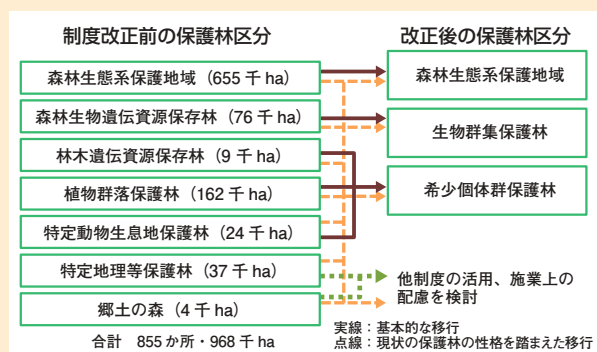 制度改正前の保護林区分
森林生態系保護地域（655 千 ha）
森林生物遺伝資源保存林（76 千 ha）
林木遺伝資源保存林（9 千 ha）
植物群落保護林（162 千 ha）
特定動物生息地保護林（24 千 ha）
特定地理等保護林（37 千 ha）
郷土の森（4 千 ha）
合計　855 か所・968 千 ha
改正後の保護林区分
森林生態系保護地域
生物群集保護林
希少個体群保護林
他制度の活用、施業上の
配慮を検討
実線：基本的な移行
点線：現状の保護林の性格を踏まえた移行